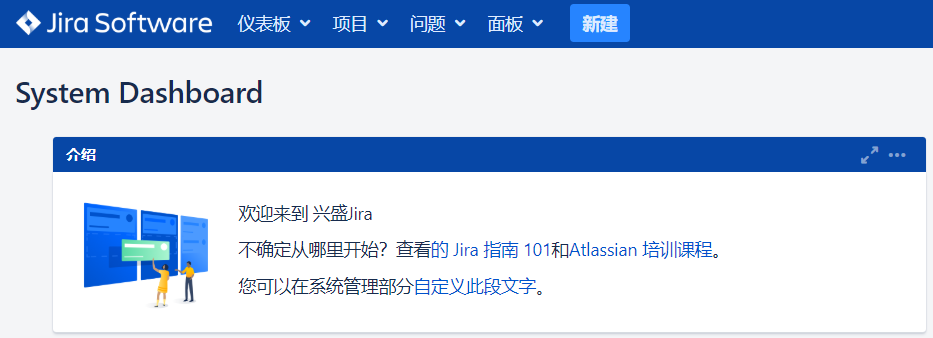 Jira Software 仪表板 项目 问题 面板 新建
System Dashboard
介绍
欢迎来到 兴盛Jira
不确定从哪里开始？查看的 Jira 指南 101和Atlassian 培训课程。
您可以在系统管理部分自定义此段文字。